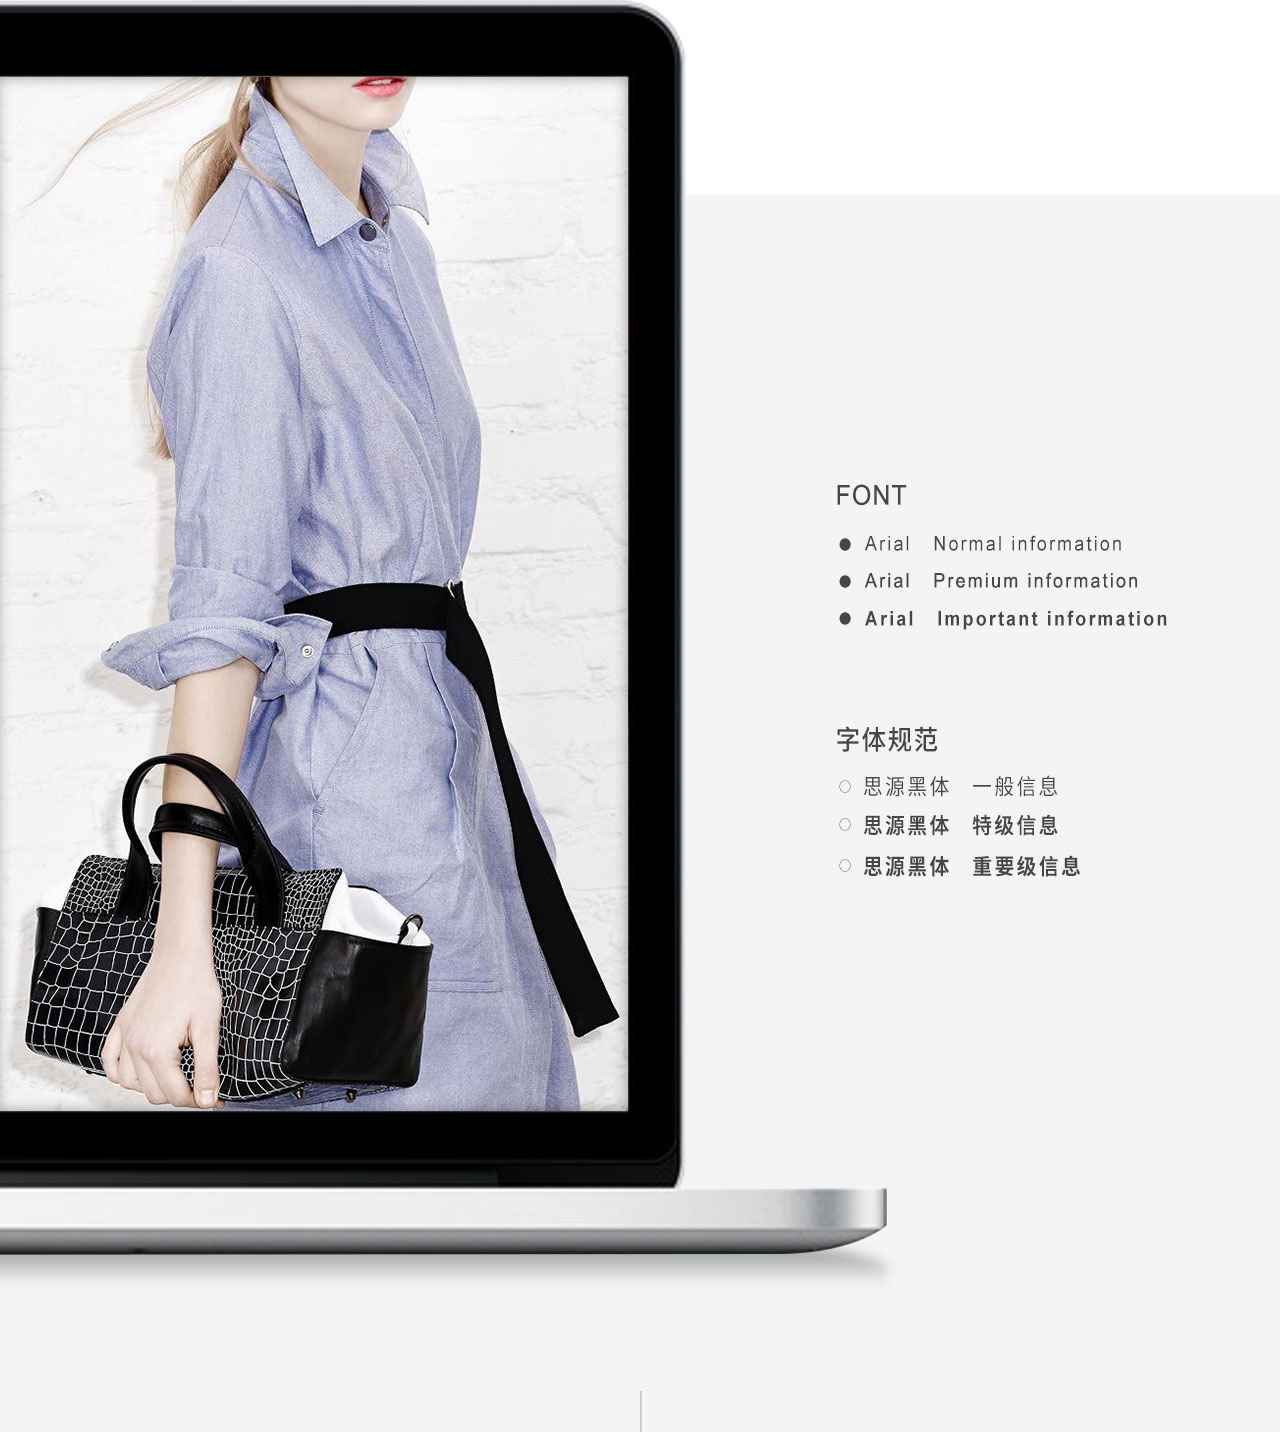 FONT
● Arial Normal information
● Arial Premium information
● Arial Important information
字体规范
○ 思源黑体 一般信息
○ 思源黑体 特级信息
○ 思源黑体 重要级信息